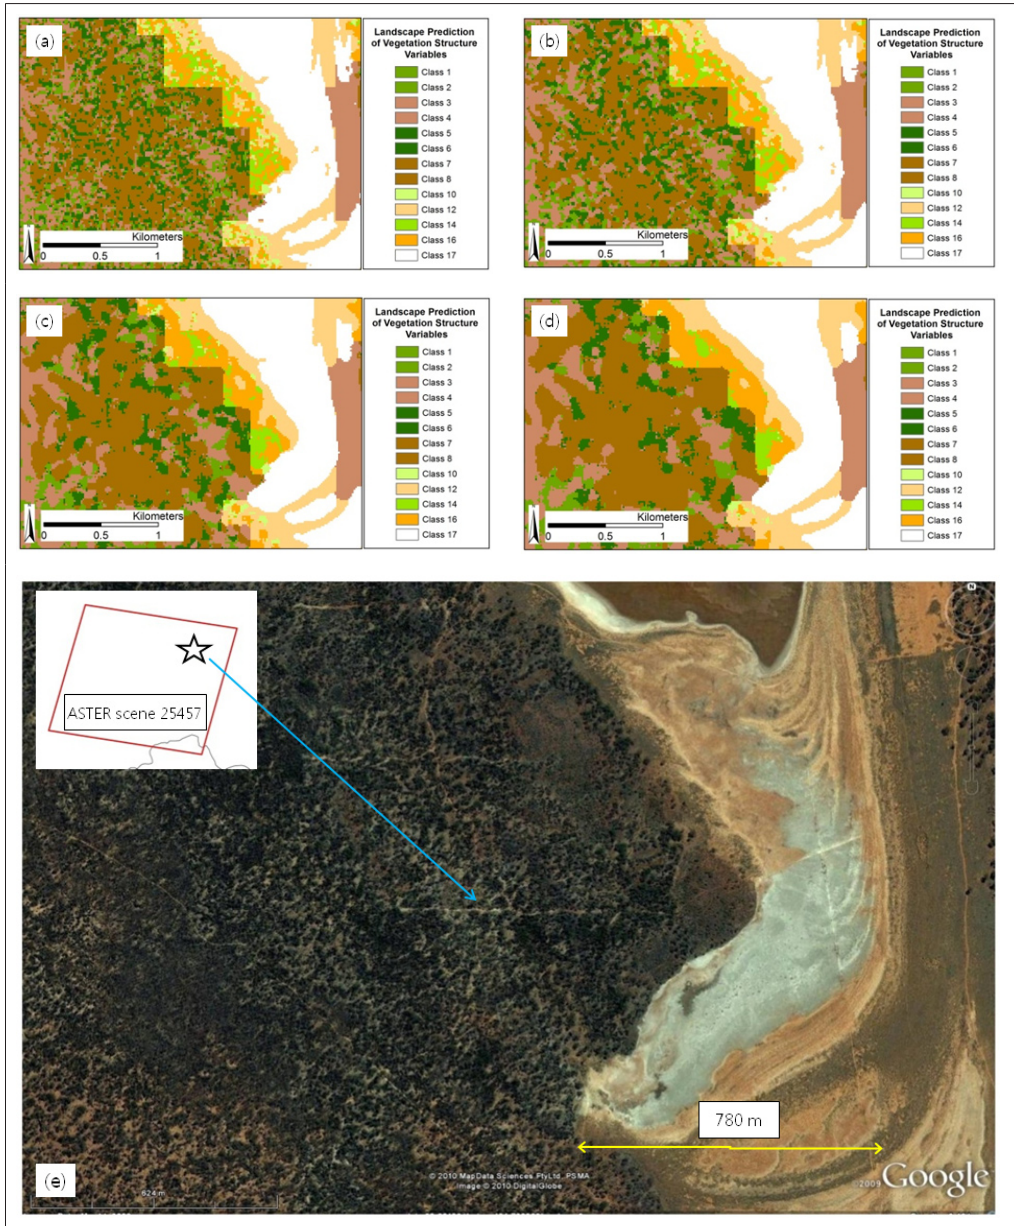 (a)
Landscape Prediction
of Vegetation Structure
Variables
Class 1
Class 2
Class 3
Class 4
Class 5
Class 6
Class 7
Class 8
Class 10
Class 12
Class 14
Class 16
Class 17
Kilometers
0 0.5 1
(b)
Landscape Prediction
of Vegetation Structure
Variables
Class 1
Class 2
Class 3
Class 4
Class 5
Class 6
Class 7
Class 8
Class 10
Class 12
Class 14
Class 16
Class 17
Kilometers
0 0.5 1
(c)
Landscape Prediction
of Vegetation Structure
Variables
Class 1
Class 2
Class 3
Class 4
Class 5
Class 6
Class 7
Class 8
Class 10
Class 12
Class 14
Class 16
Class 17
Kilometers
0 0.5 1
(d)
Landscape Prediction
of Vegetation Structure
Variables
Class 1
Class 2
Class 3
Class 4
Class 5
Class 6
Class 7
Class 8
Class 10
Class 12
Class 14
Class 16
Class 17
Kilometers
0 0.5 1
N
ASTER scene 25457
780 m
(e)
624 m
© 2010 MapData Sciences PtyLtd, PSMA
Image © 2010 DigitalGlobe
©2009 Google